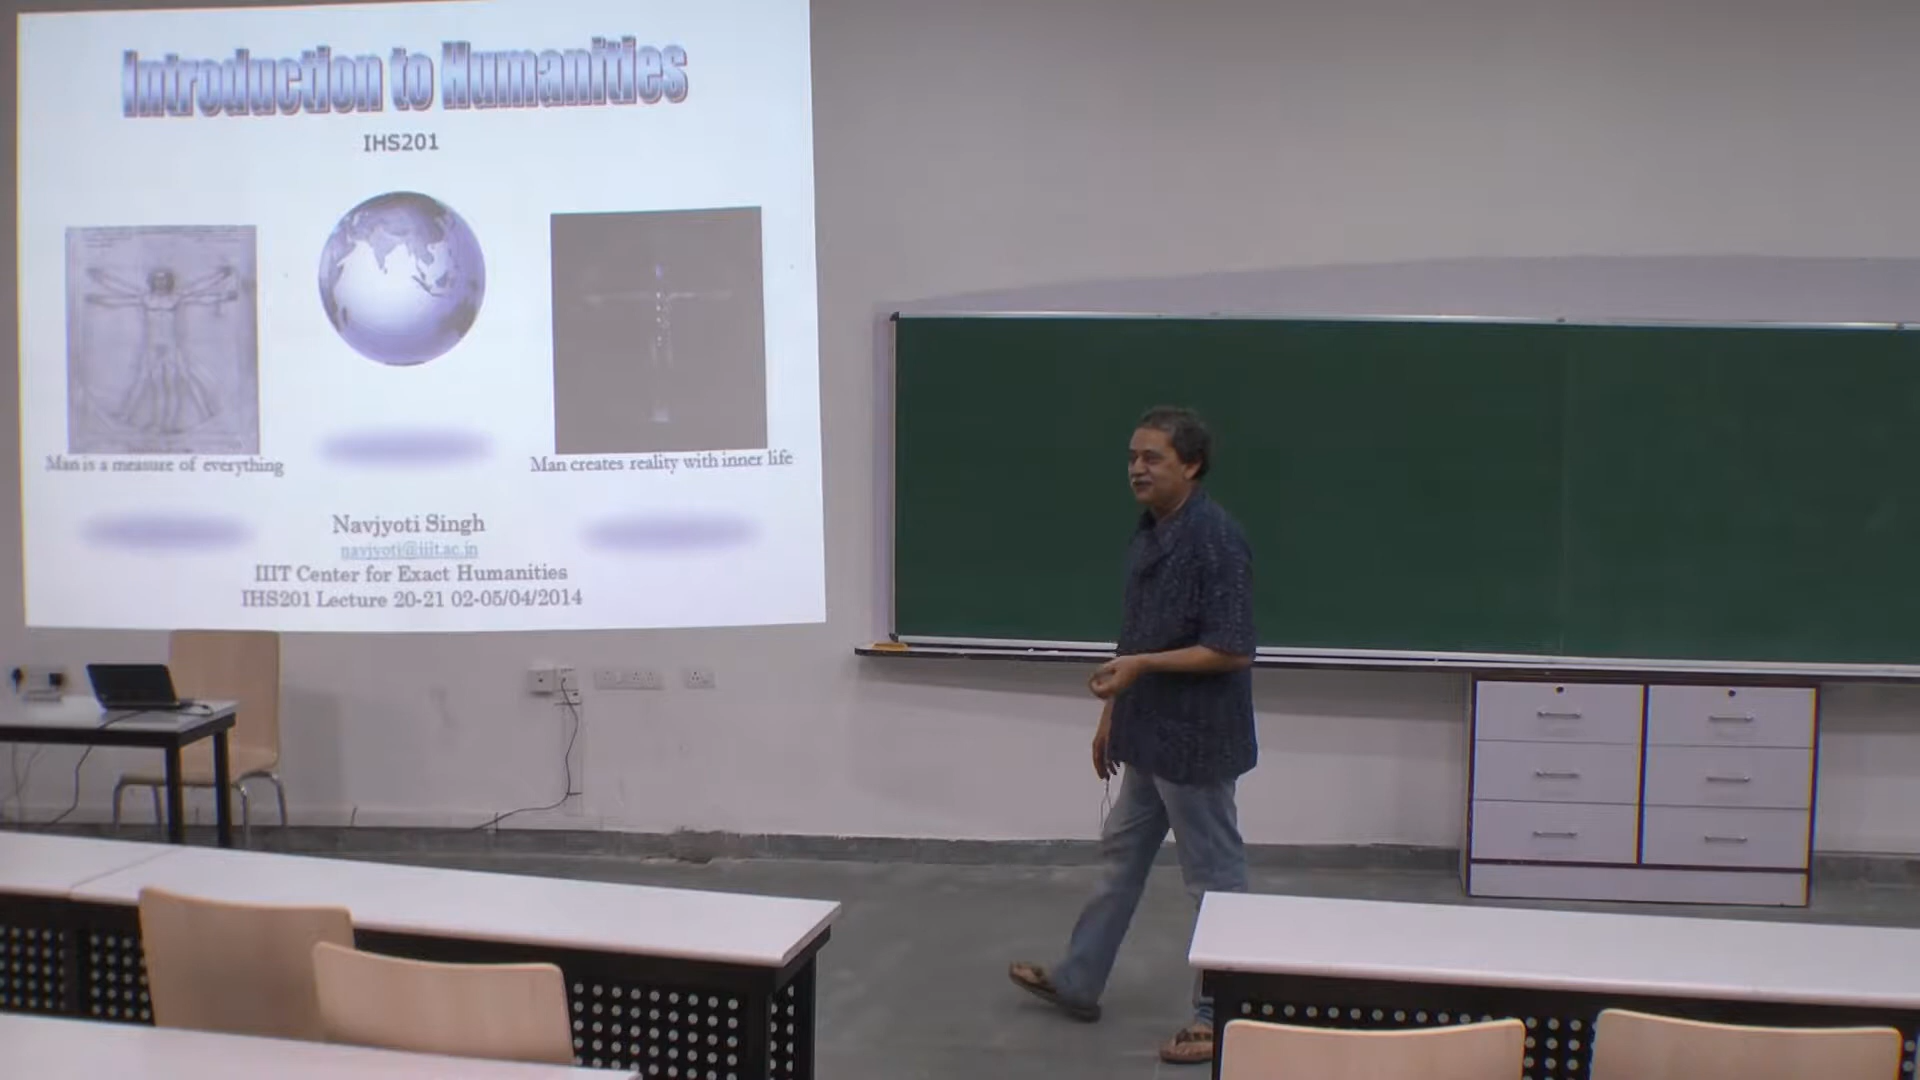 Introduction to Humanities
IHS201
Man is a measure of everything
Man creates reality with inner life
Navjyoti Singh
navjyoti@iiit.ac.in
IIIT Center for Exact Humanities
IHS201 Lecture 20-21 02-05/04/2014